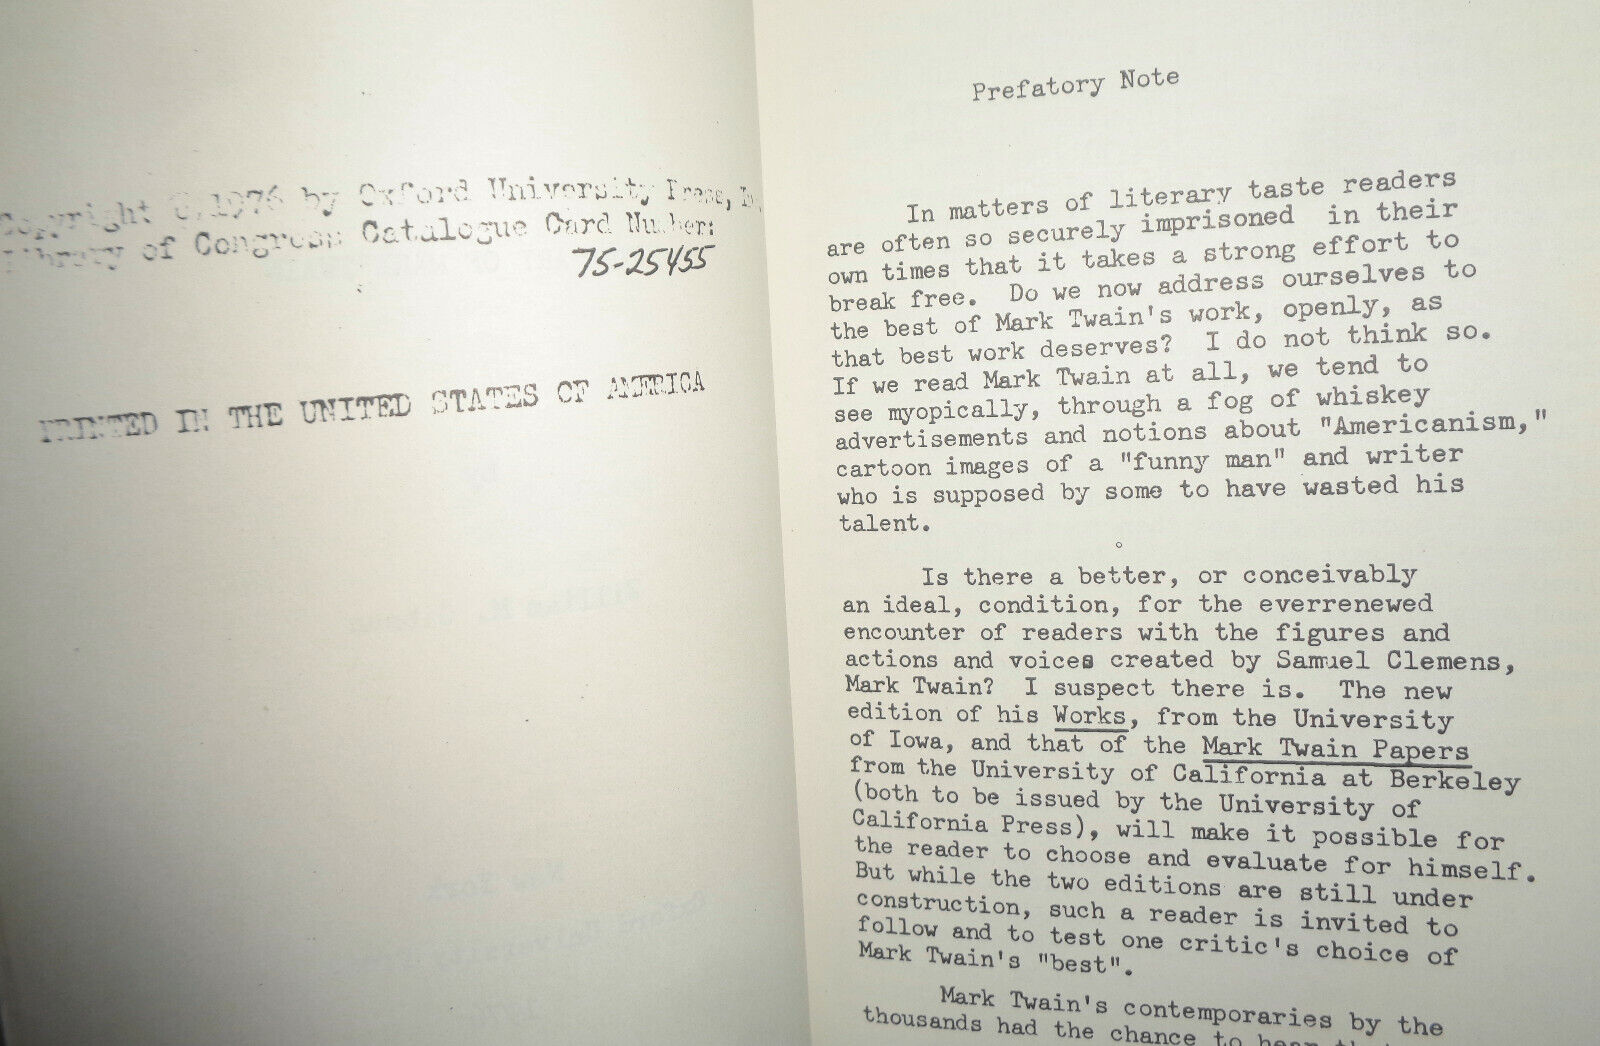 Copyright © 1976 by Oxford University Press, In
Library of Congress Catalogue Card Number:
75-25455
PRINTED IN THE UNITED STATES OF AMERICA
Prefatory Note
In matters of literary taste readers
are often so securely imprisoned in their
own times that it takes a strong effort to
break free. Do we now address ourselves to
the best of Mark Twain's work, openly, as
that best work deserves? I do not think so.
If we read Mark Twain at all, we tend to
see myopically, through a fog of whiskey
advertisements and notions about "Americanism,"
cartoon images of a "funny man" and writer
who is supposed by some to have wasted his
talent.
Is there a better, or conceivably
an ideal, condition, for the everrenewed
encounter of readers with the figures and
actions and voices created by Samuel Clemens,
Mark Twain? I suspect there is. The new
edition of his Works, from the University
of Iowa, and that of the Mark Twain Papers
from the University of California at Berkeley
(both to be issued by the University of
California Press), will make it possible for
the reader to choose and evaluate for himself.
But while the two editions are still under
construction, such a reader is invited to
follow and to test one critic's choice of
Mark Twain's "best".
Mark Twain's contemporaries by the
thousands had the chance to hear